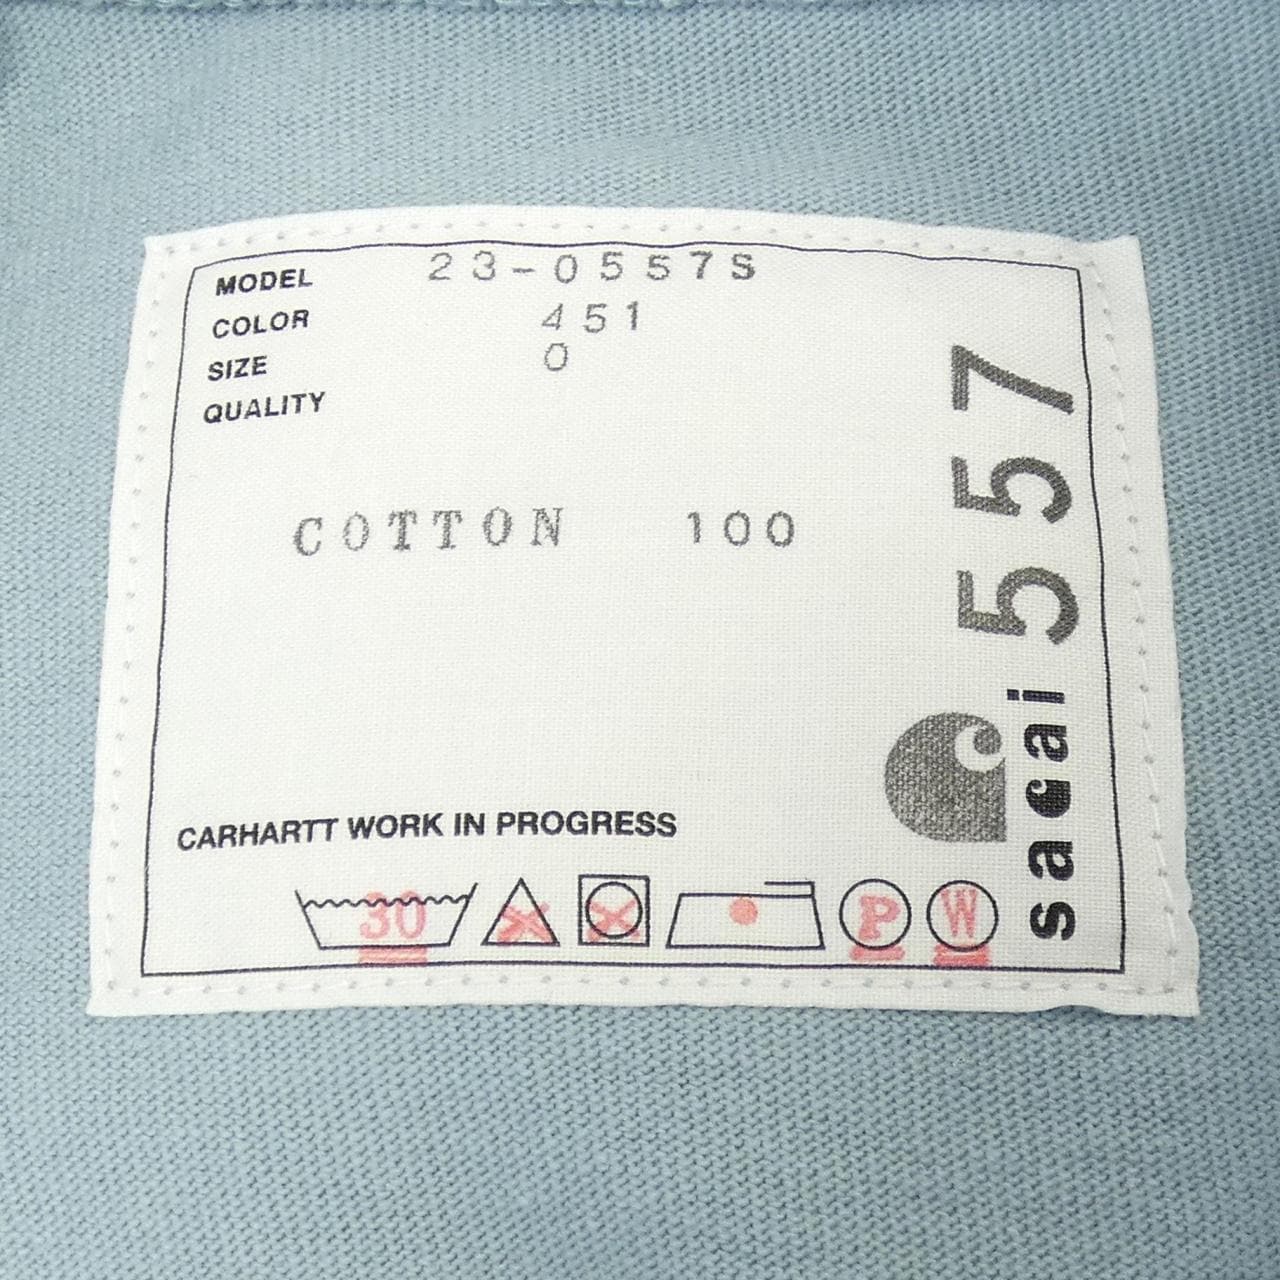 MODEL 23-0557S
COLOR 451
SIZE 0
QUALITY
COTTON 100
CARHARTT WORK IN PROGRESS
30 P W
sacai 557